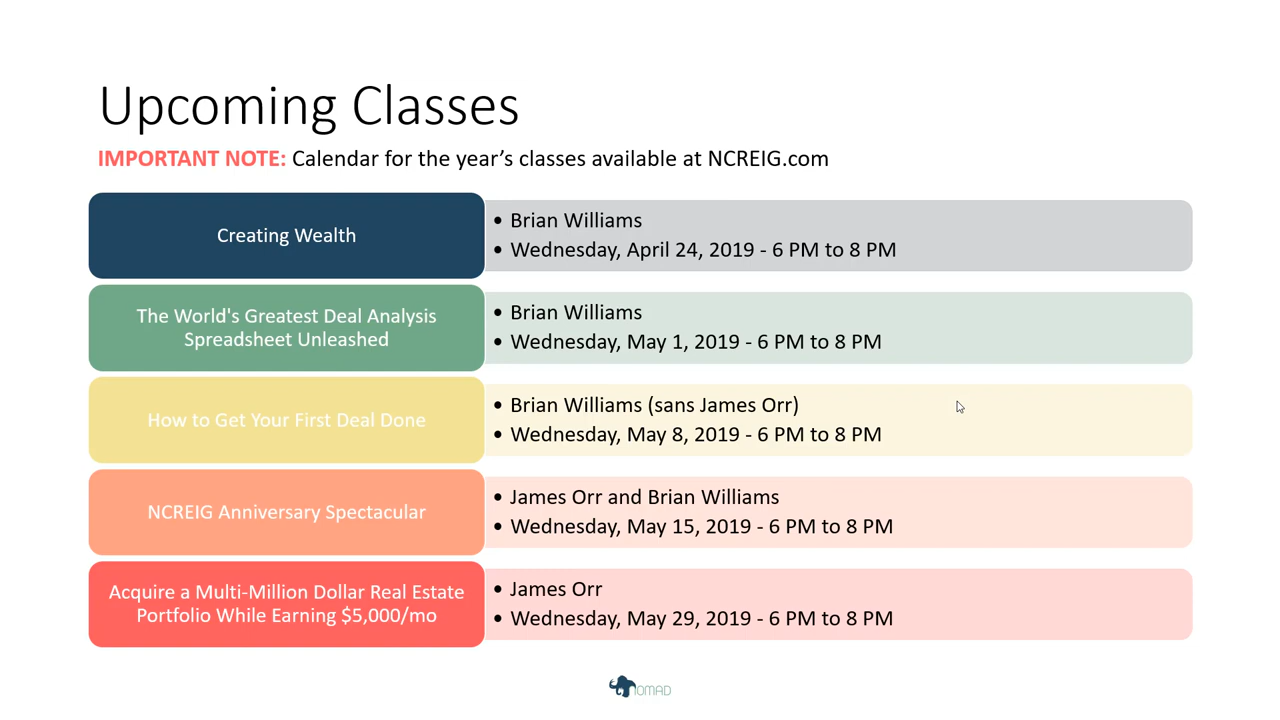 Upcoming Classes
IMPORTANT NOTE: Calendar for the year's classes available at NCREIG.com
Creating Wealth
• Brian Williams
• Wednesday, April 24, 2019 - 6 PM to 8 PM
The World's Greatest Deal Analysis
Spreadsheet Unleashed
• Brian Williams
• Wednesday, May 1, 2019 - 6 PM to 8 PM
How to Get Your First Deal Done
• Brian Williams (sans James Orr)
• Wednesday, May 8, 2019 - 6 PM to 8 PM
NCREIG Anniversary Spectacular
• James Orr and Brian Williams
• Wednesday, May 15, 2019 - 6 PM to 8 PM
Acquire a Multi-Million Dollar Real Estate
Portfolio While Earning $5,000/mo
• James Orr
• Wednesday, May 29, 2019 - 6 PM to 8 PM
NOMAD